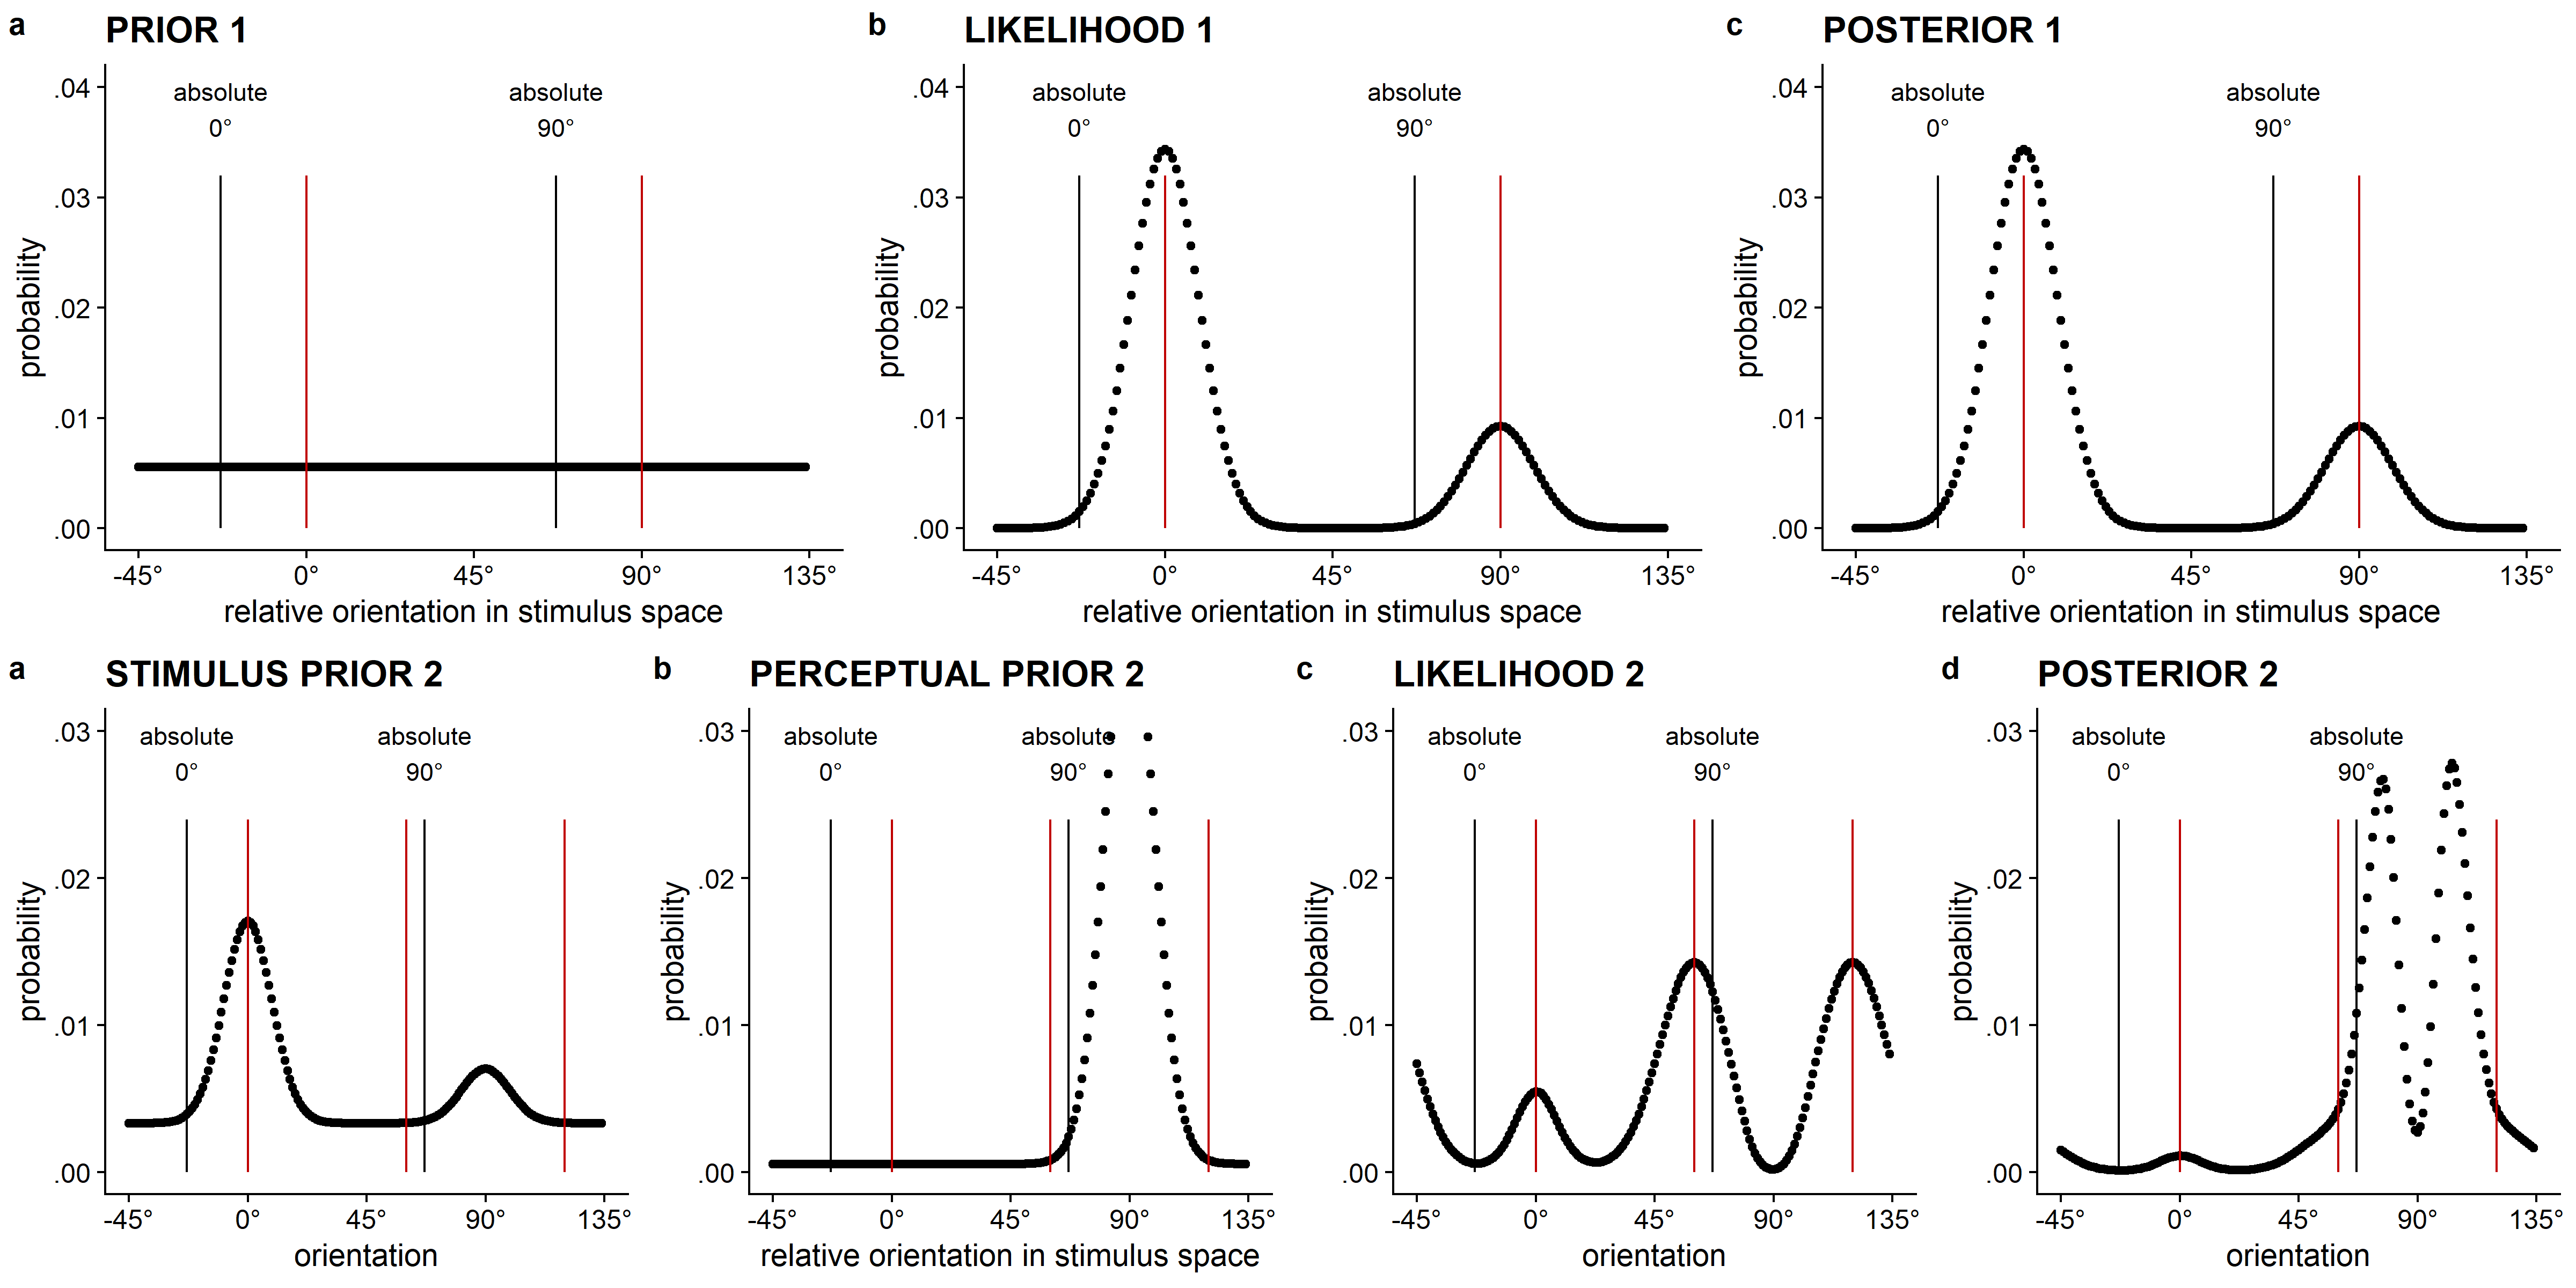 a PRIOR 1
.04
.03
.02
.01
.00
probability
absolute
0°
absolute
90°
-45° 0° 45° 90° 135°
relative orientation in stimulus space
b LIKELIHOOD 1
.04
.03
.02
.01
.00
probability
absolute
0°
absolute
90°
-45° 0° 45° 90° 135°
relative orientation in stimulus space
c POSTERIOR 1
.04
.03
.02
.01
.00
probability
absolute
0°
absolute
90°
-45° 0° 45° 90° 135°
relative orientation in stimulus space
a STIMULUS PRIOR 2
.03
.02
.01
.00
probability
absolute
0°
absolute
90°
-45° 0° 45° 90° 135°
orientation
b PERCEPTUAL PRIOR 2
.03
.02
.01
.00
probability
absolute
0°
absolute
90°
-45° 0° 45° 90° 135°
relative orientation in stimulus space
c LIKELIHOOD 2
.03
.02
.01
.00
probability
absolute
0°
absolute
90°
-45° 0° 45° 90° 135°
orientation
d POSTERIOR 2
.03
.02
.01
.00
probability
absolute
0°
absolute
90°
-45° 0° 45° 90° 135°
orientation